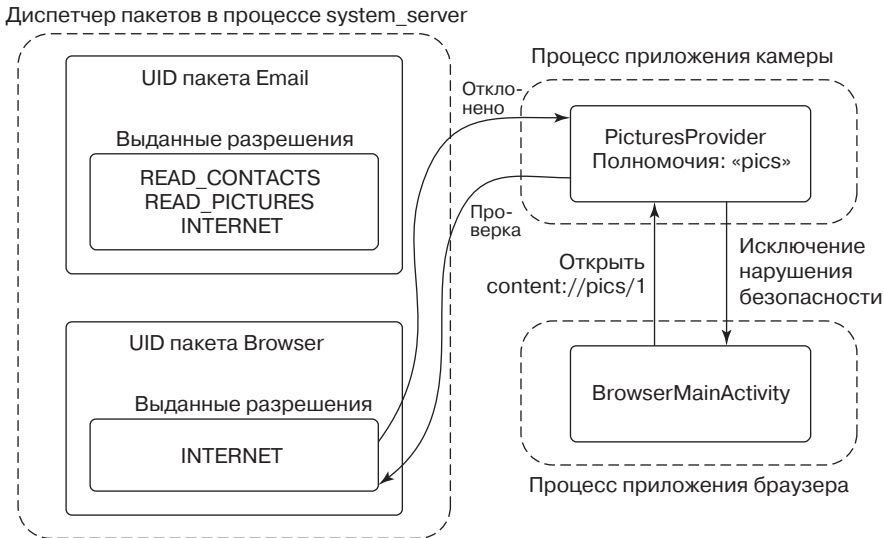 Диспетчер пакетов в процессе system_server
UID пакета Email
Выданные разрешения
READ_CONTACTS
READ_PICTURES
INTERNET
UID пакета Browser
Выданные разрешения
INTERNET
Откло-
нено
Про-
верка
Процесс приложения камеры
PicturesProvider
Полномочия: «pics»
Открыть
content://pics/1
Исключение
нарушения
безопасности
BrowserMainActivity
Процесс приложения браузера